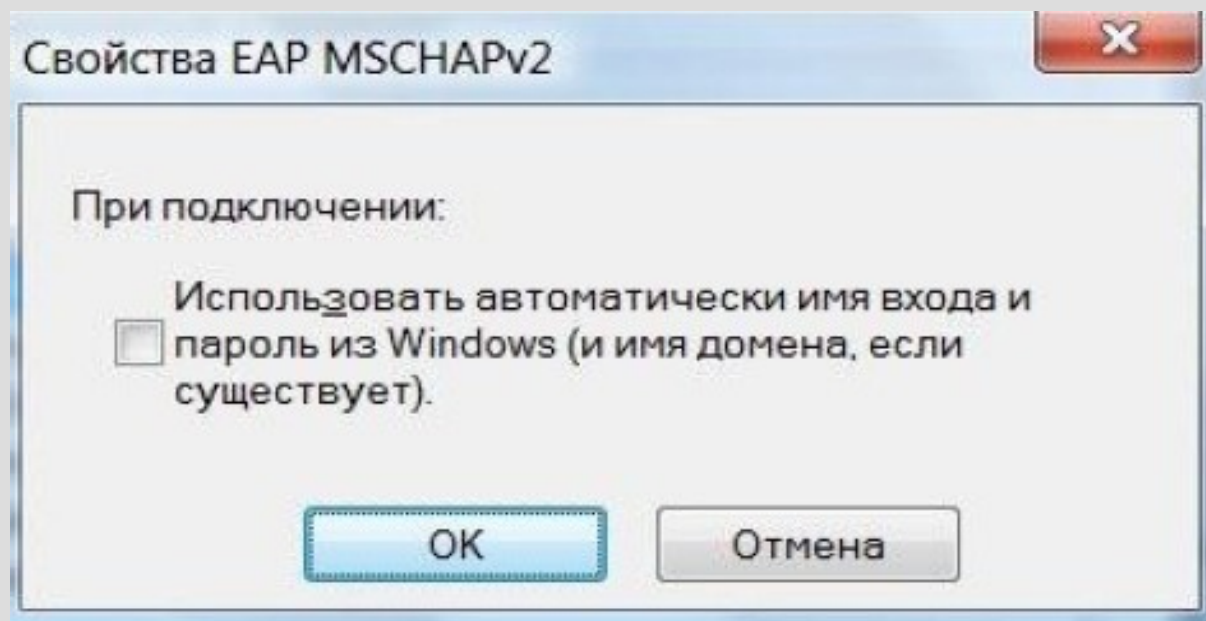 Свойства EAP MSCHAPv2
При подключении:
Использовать автоматически имя входа и
пароль из Windows (и имя домена, если
существует).
OK
Отмена